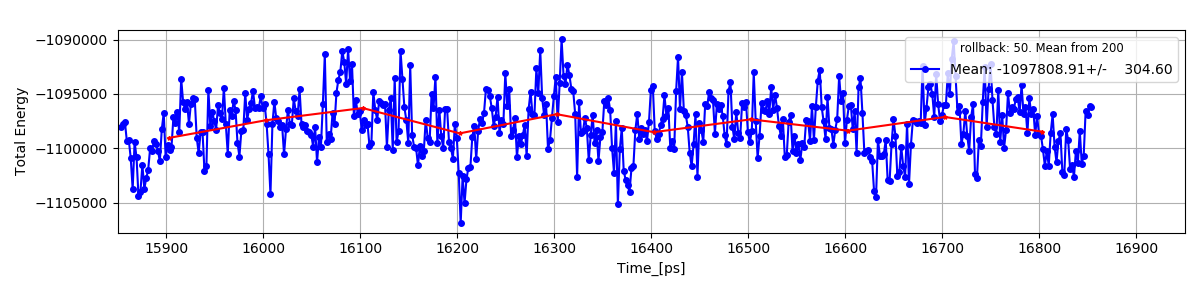 rollback: 50. Mean from 200
Mean: -1097808.91+/- 304.60
Total Energy
−1090000
−1095000
−1100000
−1105000
15900 16000 16100 16200 16300 16400 16500 16600 16700 16800 16900
Time_[ps]